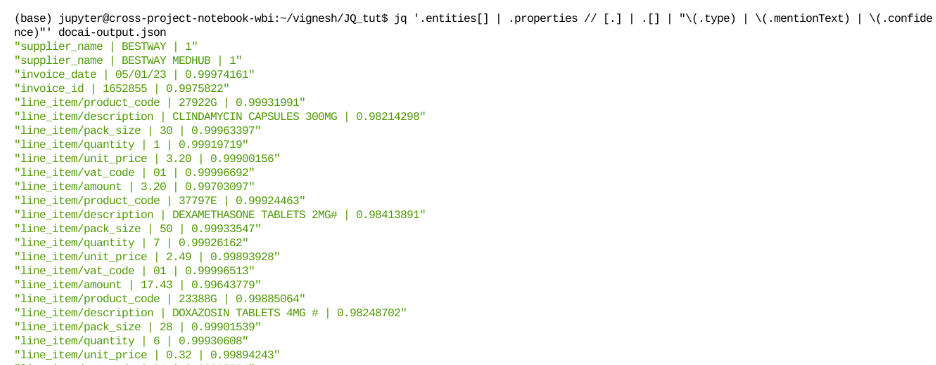 (base) jupyter@cross-project-notebook-wbi:~/vignesh/JQ_tut$ jq '.entities[] | .properties // [.] | .[] | "\(.type) | \(.mentionText) | \(.confide
nce)"' docai-output.json
"supplier_name | BESTWAY | 1"
"supplier_name | BESTWAY MEDHUB | 1"
"invoice_date | 05/01/23 | 0.99974161"
"invoice_id | 1652855 | 0.9975822"
"line_item/product_code | 27922G | 0.99931991"
"line_item/description | CLINDAMYCIN CAPSULES 300MG | 0.98214298"
"line_item/pack_size | 30 | 0.99963397"
"line_item/quantity | 1 | 0.99919719"
"line_item/unit_price | 3.20 | 0.99900156"
"line_item/vat_code | 01 | 0.99996692"
"line_item/amount | 3.20 | 0.99703097"
"line_item/product_code | 37797E | 0.99924463"
"line_item/description | DEXAMETHASONE TABLETS 2MG# | 0.98413891"
"line_item/pack_size | 50 | 0.99933547"
"line_item/quantity | 7 | 0.99926162"
"line_item/unit_price | 2.49 | 0.99893928"
"line_item/vat_code | 01 | 0.99996513"
"line_item/amount | 17.43 | 0.99643779"
"line_item/product_code | 23388G | 0.99885064"
"line_item/description | DOXAZOSIN TABLETS 4MG # | 0.98248702"
"line_item/pack_size | 28 | 0.99901539"
"line_item/quantity | 6 | 0.99930608"
"line_item/unit_price | 0.32 | 0.99894243"